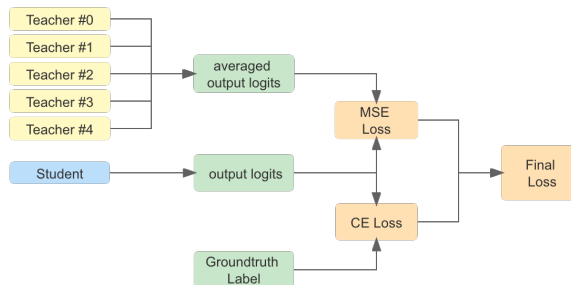 Teacher #0
Teacher #1
Teacher #2
Teacher #3
Teacher #4
averaged
output logits
MSE
Loss
Student
output logits
Final
Loss
CE Loss
Groundtruth
Label